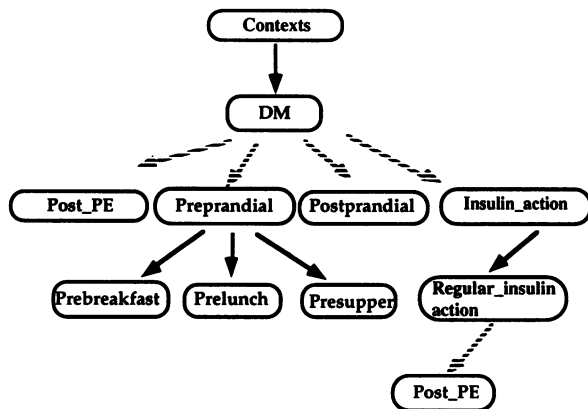 Contexts
DM
Post_PE
Preprandial
Postprandial
Insulin_action
Prebreakfast
Prelunch
Presupper
Regular_insulin
action
Post_PE